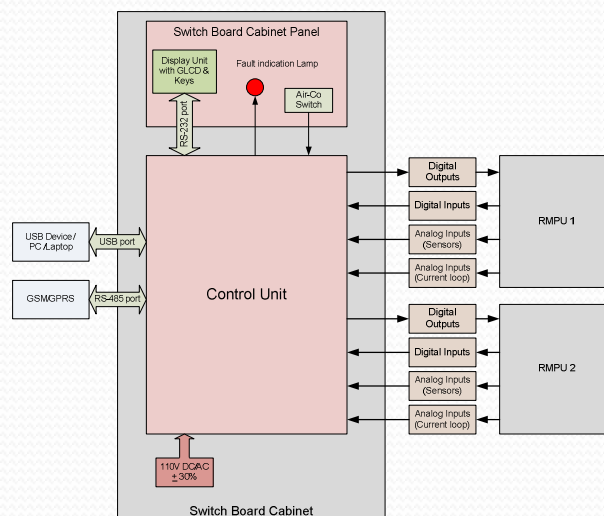 Switch Board Cabinet Panel
Display Unit
with GLCD &
Keys
Fault indication Lamp
Air-Co
Switch
RS-232 port
USB Device/
PC/Laptop
USB port
GSM/GPRS
RS-485 port
Control Unit
Digital
Outputs
Digital Inputs
Analog Inputs
(Sensors)
Analog Inputs
(Current loop)
RMPU 1
Digital
Outputs
Digital Inputs
Analog Inputs
(Sensors)
Analog Inputs
(Current loop)
RMPU 2
110V DC/AC
± 30%
Switch Board Cabinet